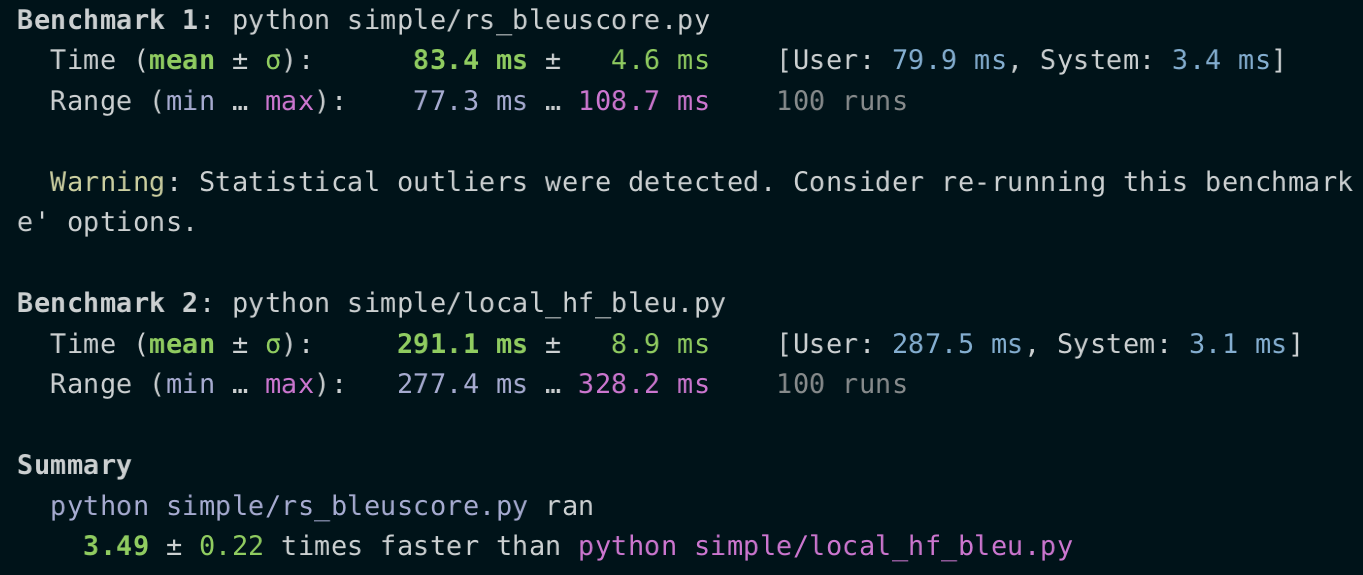 Benchmark 1: python simple/rs_bleuscore.py
Time (mean ± σ): 83.4 ms ± 4.6 ms [User: 79.9 ms, System: 3.4 ms]
Range (min … max): 77.3 ms … 108.7 ms 100 runs
Warning: Statistical outliers were detected. Consider re-running this benchmark
e' options.
Benchmark 2: python simple/local_hf_bleu.py
Time (mean ± σ): 291.1 ms ± 8.9 ms [User: 287.5 ms, System: 3.1 ms]
Range (min … max): 277.4 ms … 328.2 ms 100 runs
Summary
python simple/rs_bleuscore.py ran
3.49 ± 0.22 times faster than python simple/local_hf_bleu.py